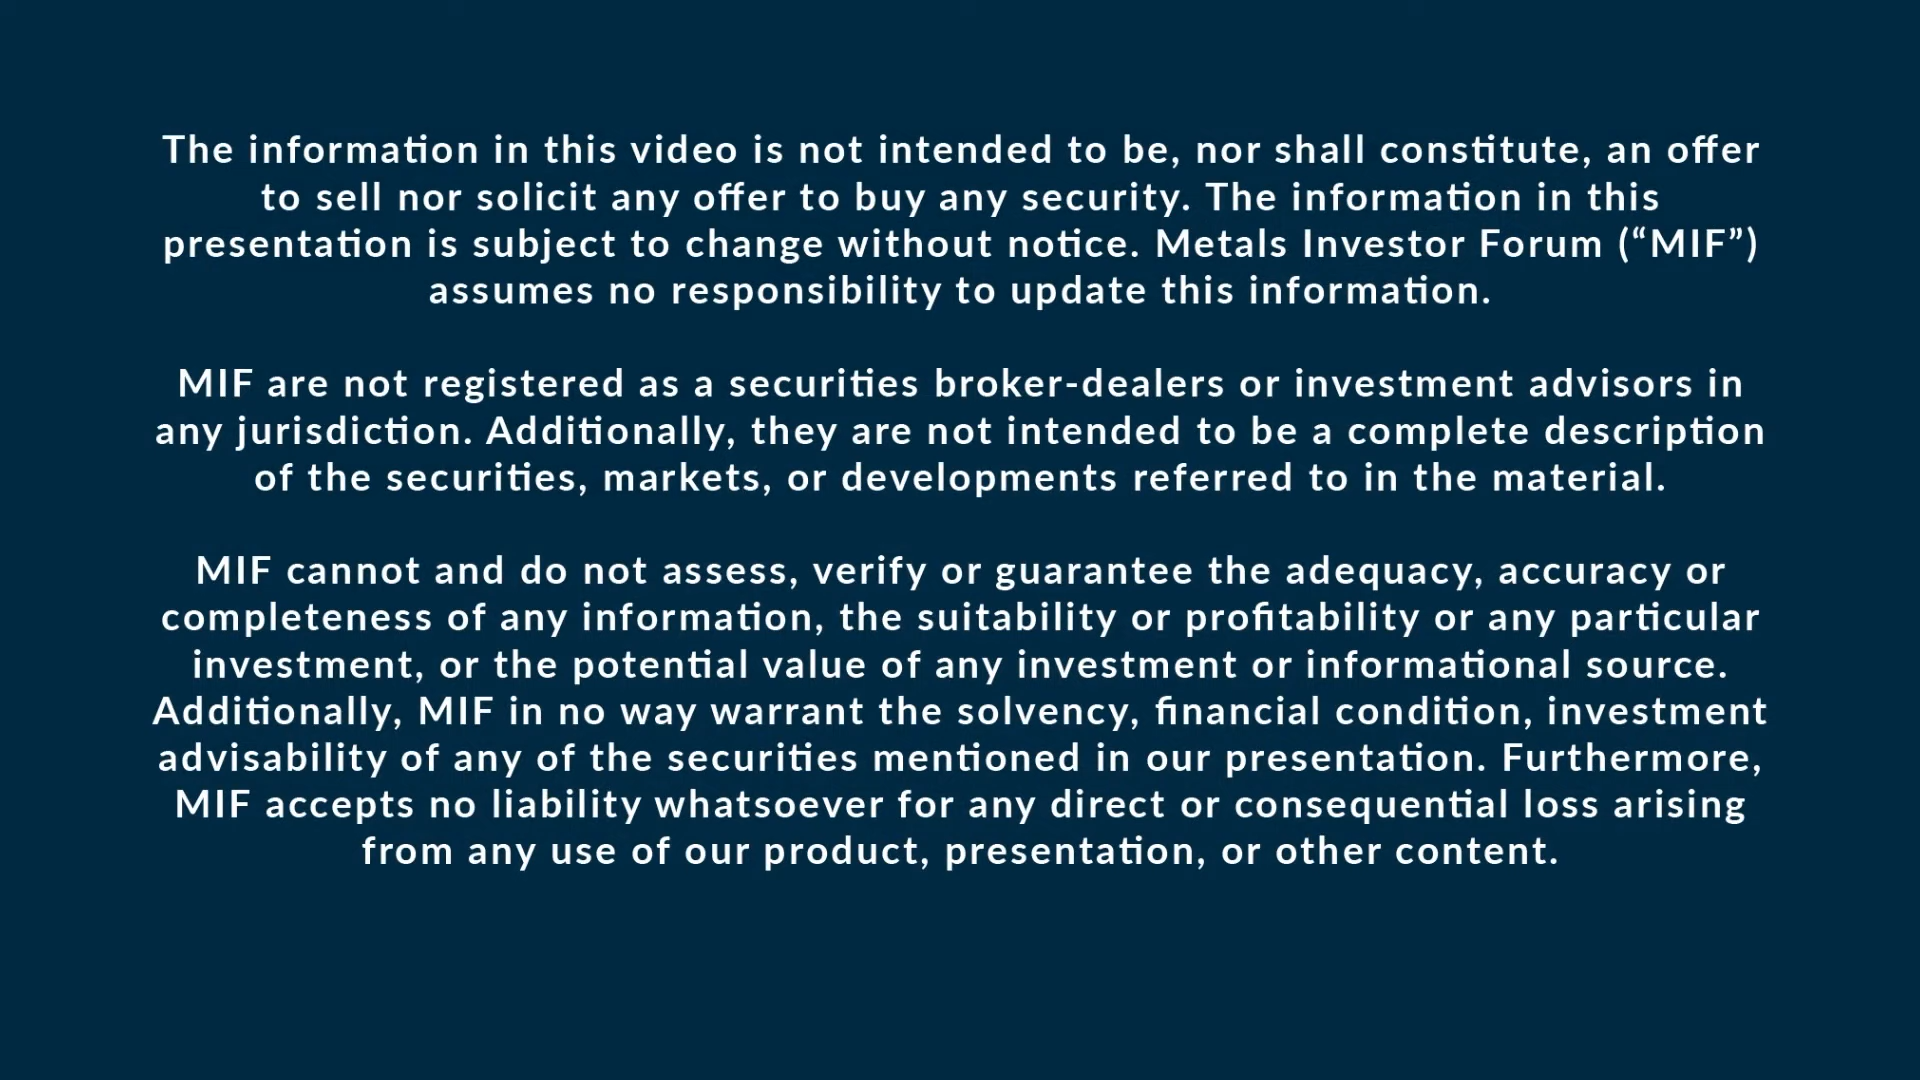 The information in this video is not intended to be, nor shall constitute, an offer
to sell nor solicit any offer to buy any security. The information in this
presentation is subject to change without notice. Metals Investor Forum (“MIF”)
assumes no responsibility to update this information.
MIF are not registered as a securities broker-dealers or investment advisors in
any jurisdiction. Additionally, they are not intended to be a complete description
of the securities, markets, or developments referred to in the material.
MIF cannot and do not assess, verify or guarantee the adequacy, accuracy or
completeness of any information, the suitability or profitability or any particular
investment, or the potential value of any investment or informational source.
Additionally, MIF in no way warrant the solvency, financial condition, investment
advisability of any of the securities mentioned in our presentation. Furthermore,
MIF accepts no liability whatsoever for any direct or consequential loss arising
from any use of our product, presentation, or other content.